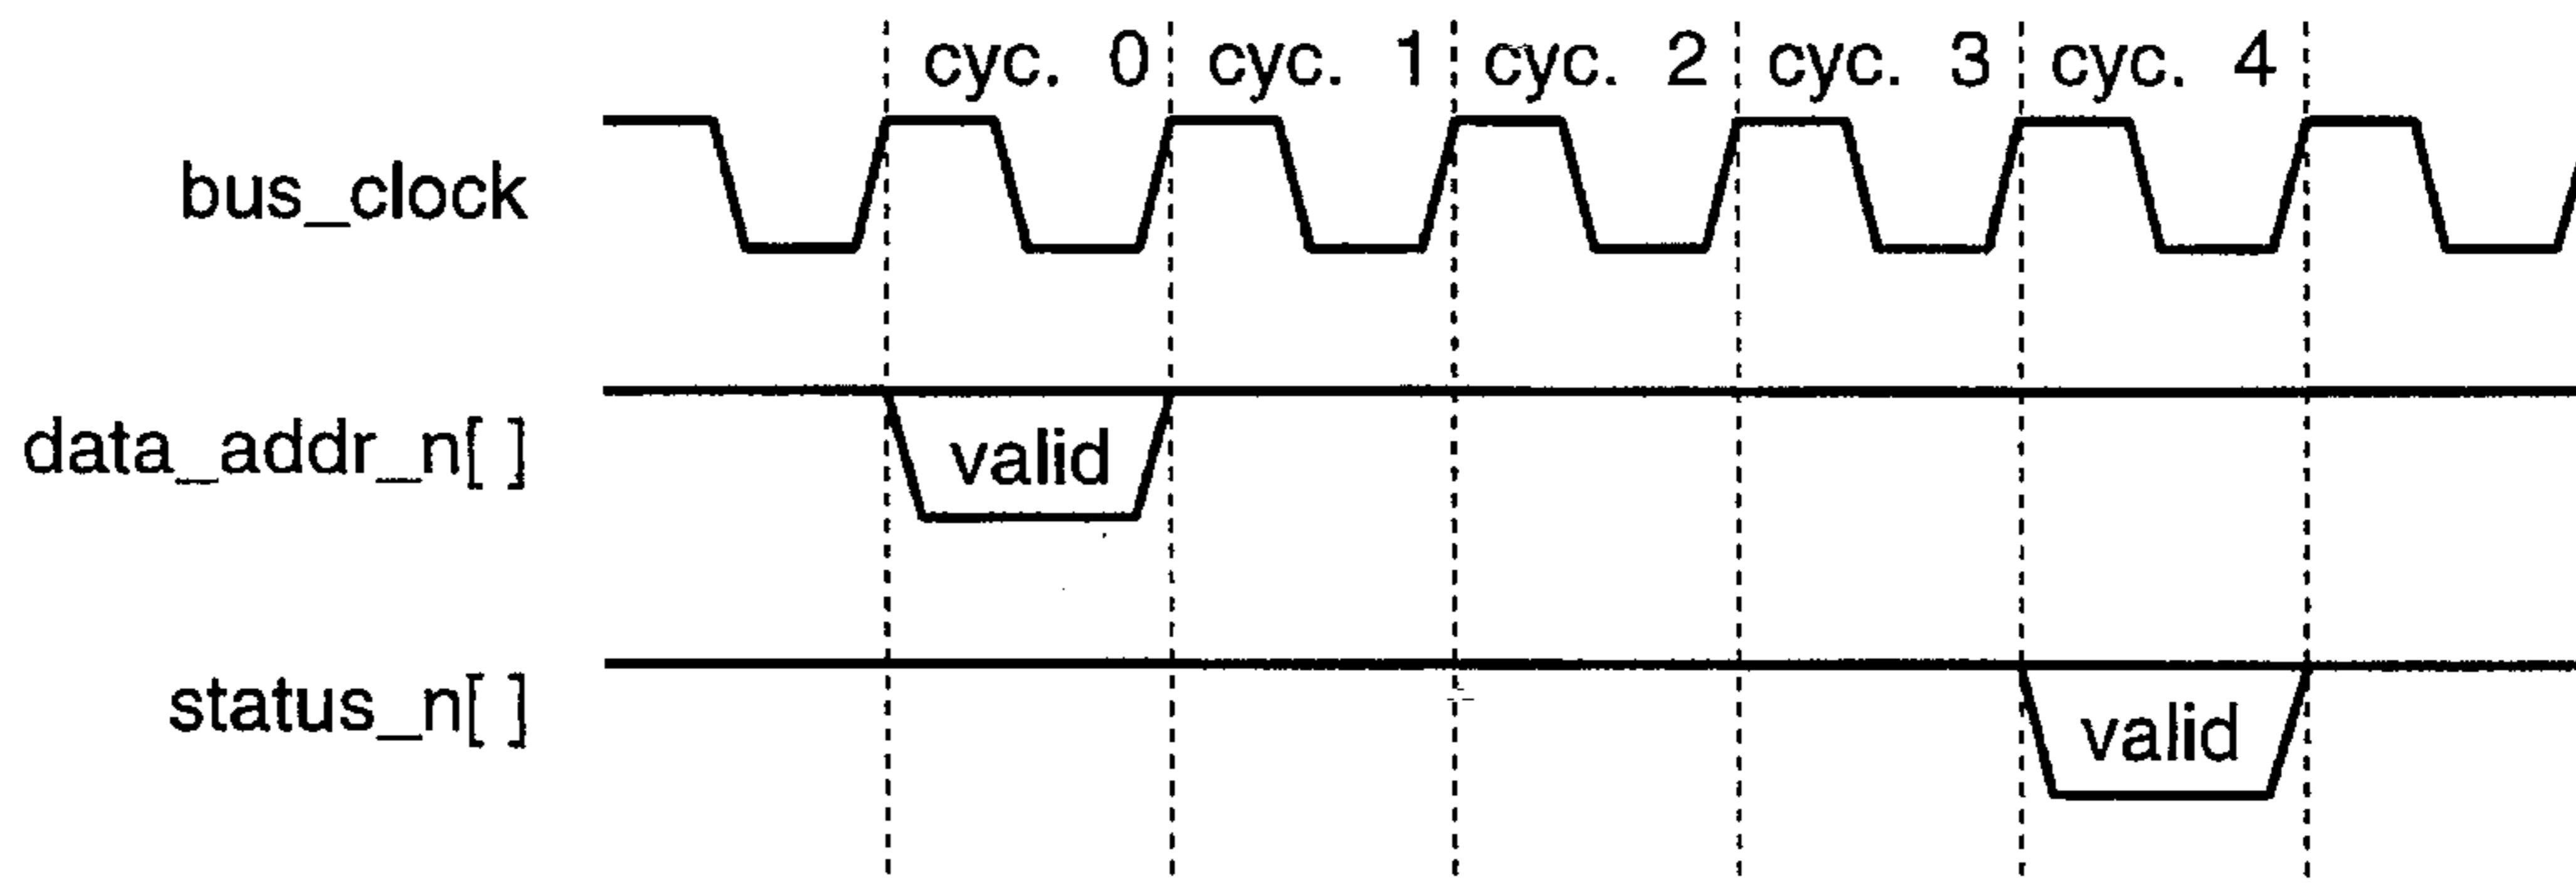 cyc. 0 cyc. 1 cyc. 2 cyc. 3 cyc. 4
bus_clock
data_addr_n[ ]
valid
status_n[ ]
valid